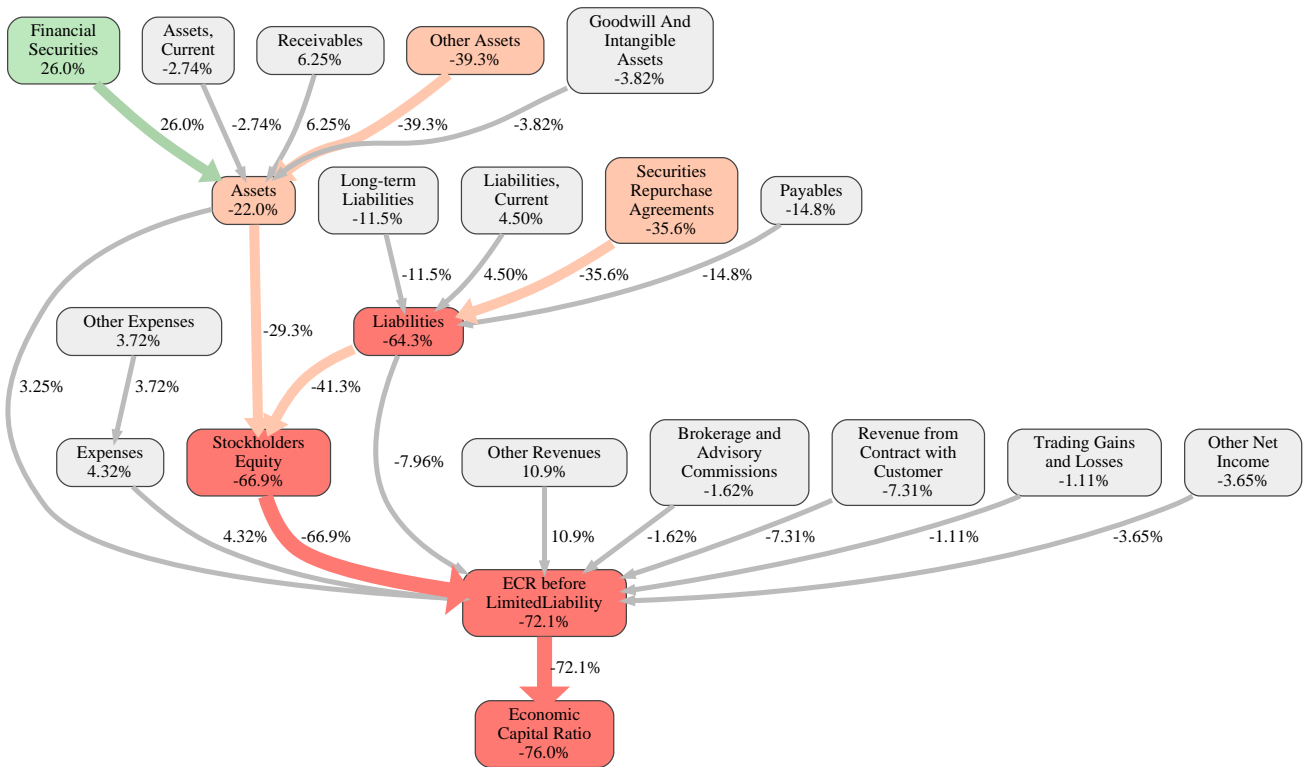 Financial
Securities
26.0%
Assets,
Current
-2.74%
Receivables
6.25%
Other Assets
-39.3%
Goodwill And
Intangible
Assets
-3.82%
26.0%
-2.74%
6.25%
-39.3%
-3.82%
Assets
-22.0%
Long-term
Liabilities
-11.5%
Liabilities,
Current
4.50%
Securities
Repurchase
Agreements
-35.6%
Payables
-14.8%
-11.5%
4.50%
-35.6%
-14.8%
Other Expenses
3.72%
-29.3%
Liabilities
-64.3%
3.25%
3.72%
-41.3%
Expenses
4.32%
Stockholders
Equity
-66.9%
-7.96%
Other Revenues
10.9%
Brokerage and
Advisory
Commissions
-1.62%
Revenue from
Contract with
Customer
-7.31%
Trading Gains
and Losses
-1.11%
Other Net
Income
-3.65%
4.32%
-66.9%
10.9%
-1.62%
-7.31%
-1.11%
-3.65%
ECR before
LimitedLiability
-72.1%
-72.1%
Economic
Capital Ratio
-76.0%